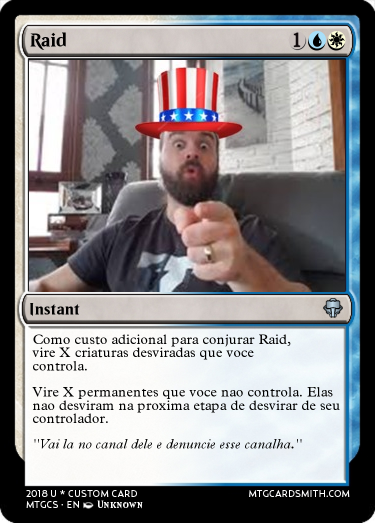 Raid 1
Instant
Como custo adicional para conjurar Raid,
vire X criaturas desviradas que voce
controla.
Vire X permanentes que voce nao controla. Elas
nao desviram na proxima etapa de desvirar de seu
controlador.
"Vai la no canal dele e denuncie esse canalha."
2018 U * CUSTOM CARD
MTGCARDSMITH.COM
MTGCS · EN Unknown